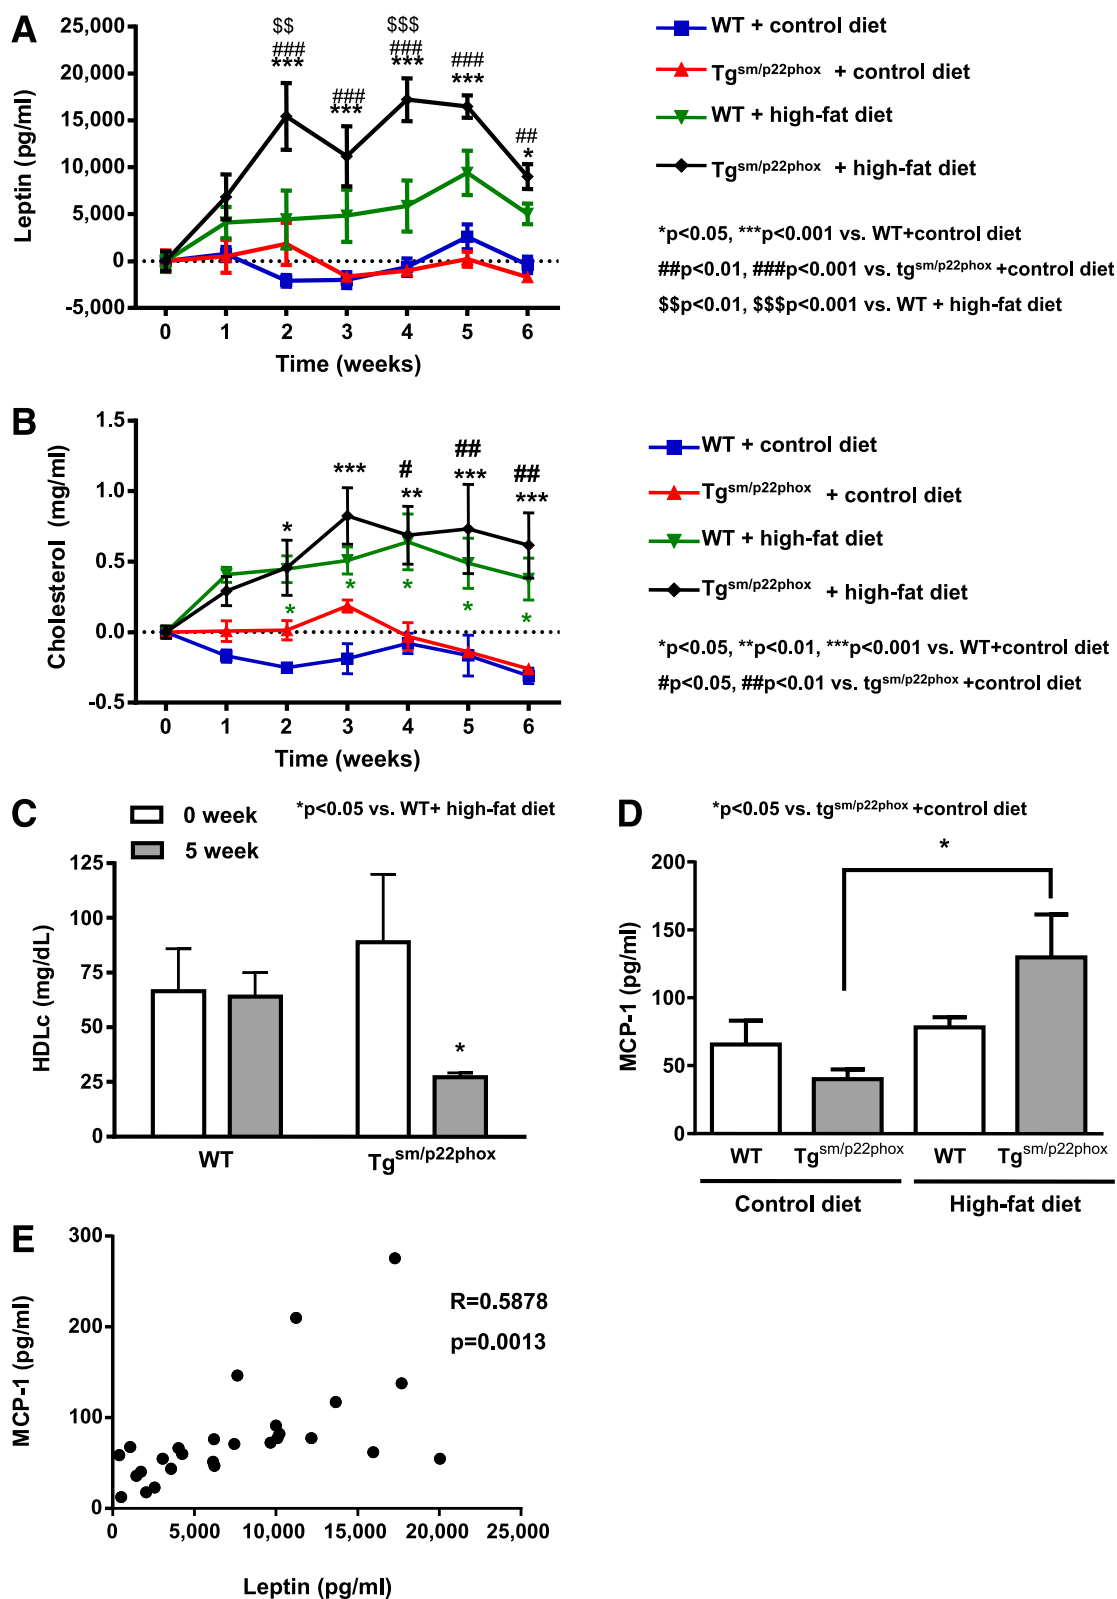 A
25,000
20,000
15,000
10,000
5,000
0
-5,000
Leptin (pg/ml)
$$
###
***
###
***
$$$
###
***
###
***
##
*
0 1 2 3 4 5 6
Time (weeks)
WT + control diet
Tgsm/p22phox + control diet
WT + high-fat diet
Tgsm/p22phox + high-fat diet
*p<0.05, ***p<0.001 vs. WT+control diet
##p<0.01, ###p<0.001 vs. tgsm/p22phox +control diet
$$p<0.01, $$$p<0.001 vs. WT + high-fat diet
B
1.5
1.0
0.5
0.0
-0.5
Cholesterol (mg/ml)
*
***
#
**
##
***
##
***
* * * * *
0 1 2 3 4 5 6
Time (weeks)
WT + control diet
Tgsm/p22phox + control diet
WT + high-fat diet
Tgsm/p22phox + high-fat diet
*p<0.05, **p<0.01, ***p<0.001 vs. WT+control diet
#p<0.05, ##p<0.01 vs. tgsm/p22phox +control diet
C
0 week
5 week
*p<0.05 vs. WT+ high-fat diet
125
100
75
50
25
0
HDLc (mg/dL)
*
WT Tgsm/p22phox
D
*p<0.05 vs. tgsm/p22phox +control diet
200
150
100
50
0
MCP-1 (pg/ml)
*
WT Tgsm/p22phox WT Tgsm/p22phox
Control diet High-fat diet
E
300
200
100
0
MCP-1 (pg/ml)
R=0.5878
p=0.0013
0 5,000 10,000 15,000 20,000 25,000
Leptin (pg/ml)